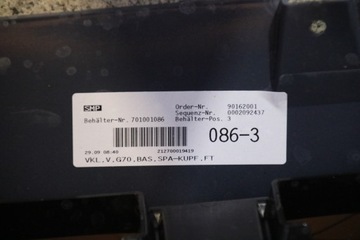 SMP
Order-Nr. 90162001
Sequenz-Nr. 0002092437
Behälter-Nr. 701001086 Behälter-Pos. 3
086-3
29.09 08:40 212700019419
VKL,V,G70,BAS,SPA-KUPF,FT